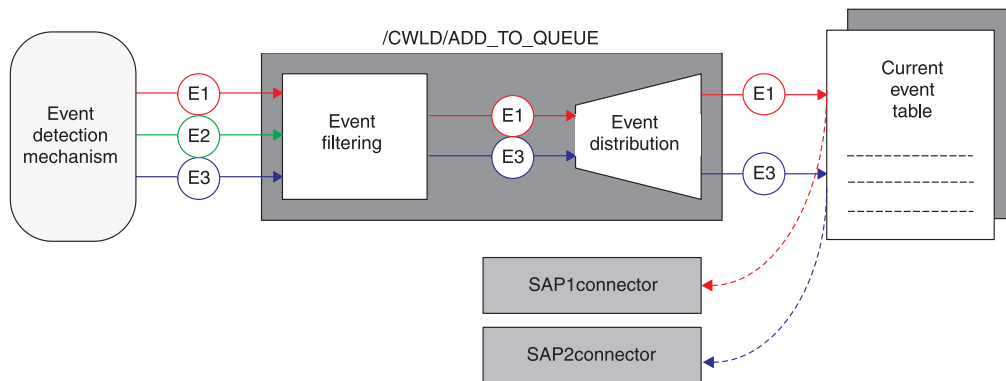 /CWLD/ADD_TO_QUEUE
Event
detection
mechanism
E1
E2
E3
Event
filtering
E1
E3
Event
distribution
E1
E3
Current
event
table
SAP1connector
SAP2connector